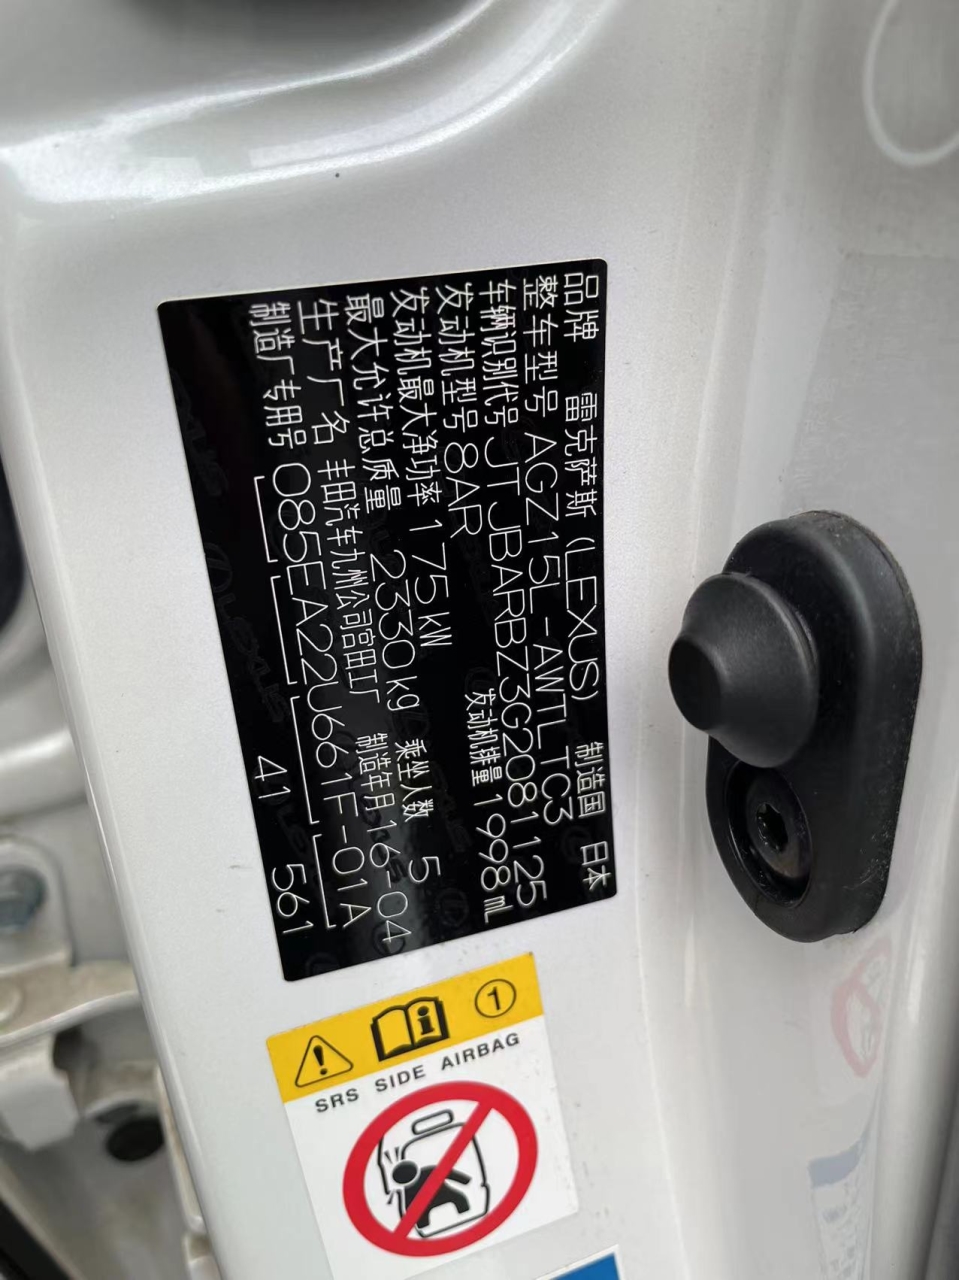 品牌 雷克萨斯 (LEXUS) 制造国 日本
整车型号 AGZ15L-AWTLTC3
车辆识别代号 JTJBARBZ3G2081125
发动机型号 8AR 发动机排量 1998mL
发动机最大净功率 175kW
最大允许总质量 2330kg 乘坐人数 5
生产厂名 丰田汽车九州公司宫田工厂 制造年月 16-04
制造厂专用号 085EA22U661F-01A
41 561
1
SRS SIDE AIRBAG